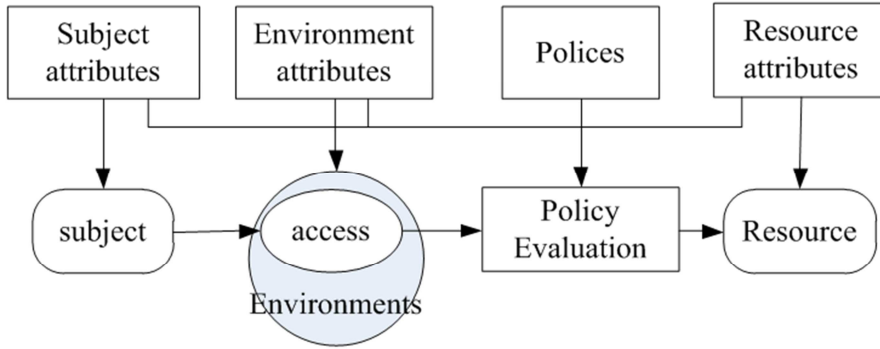 Subject
attributes
Environment
attributes
Polices
Resource
attributes
subject
access
Environments
Policy
Evaluation
Resource